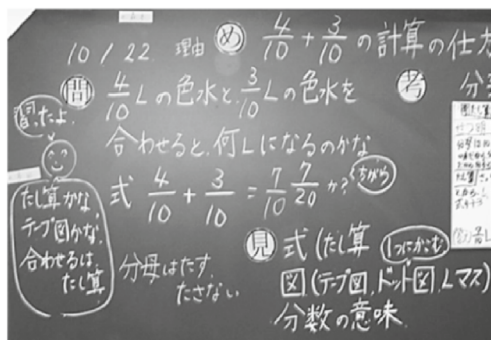 10/22 理由 め 4/10 + 3/10 の計算の仕方
問 4/10 Lの色水と、3/10 Lの色水を
合わせると、何Lになるのかな
考
習ったよ
式 4/10 + 3/10 = 7/10 7/20 か?
たし算かな
テープ図かな
合わせるは、
たし算
分母はたす、
たさない
見 式(たし算
1つにかこむ
図(テープ図、ドット図、Lマス)
分数の意味